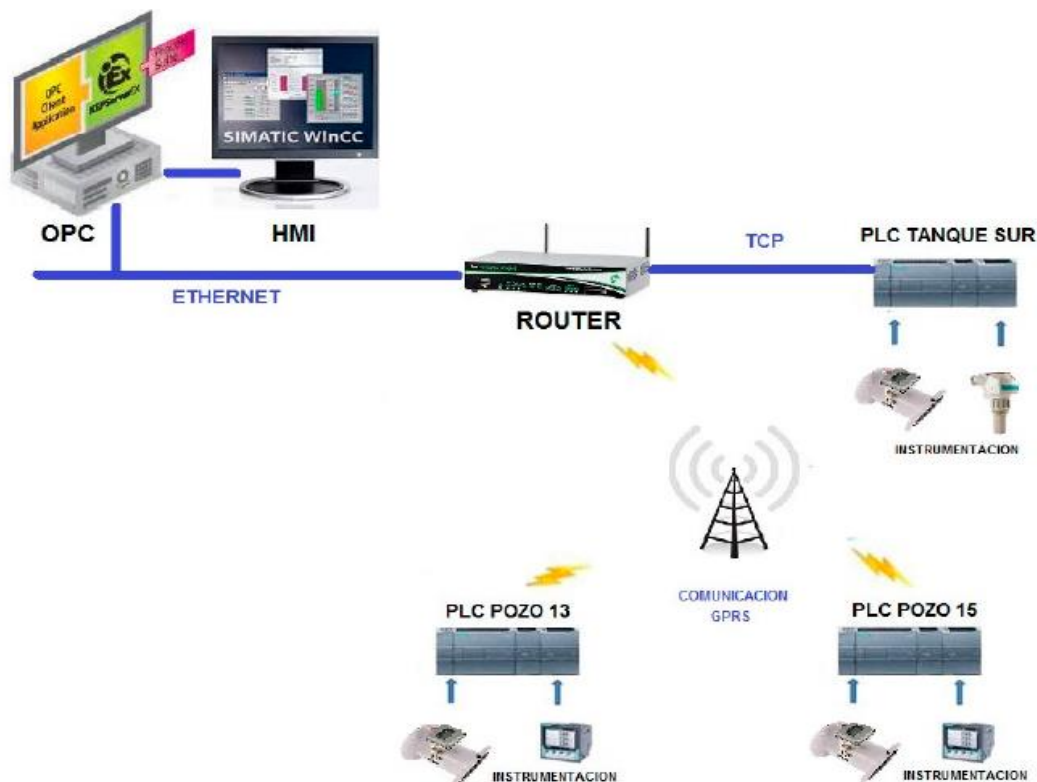 OPC
Client
Application
KEPServerEX
SIMATIC WinCC
OPC
HMI
ETHERNET
ROUTER
TCP
PLC TANQUE SUR
INSTRUMENTACION
COMUNICACION
GPRS
PLC POZO 13
PLC POZO 15
INSTRUMENTACION
INSTRUMENTACION